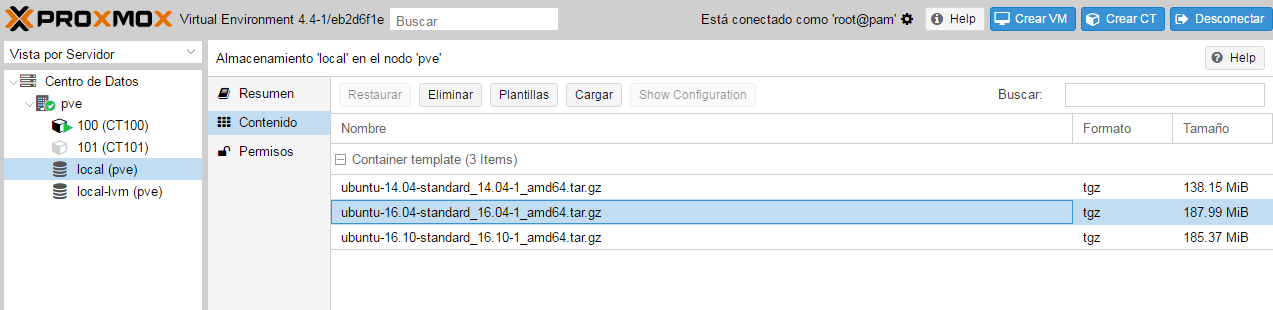 PROXMOX Virtual Environment 4.4-1/eb2d6f1e Buscar Está conectado como 'root@pam' Help Crear VM Crear CT Desconectar
Vista por Servidor
Centro de Datos
pve
100 (CT100)
101 (CT101)
local (pve)
local-lvm (pve)
Almacenamiento 'local' en el nodo 'pve' Help
Resumen
Contenido
Permisos
Restaurar Eliminar Plantillas Cargar Show Configuration Buscar:
Nombre Formato Tamaño
Container template (3 Items)
ubuntu-14.04-standard_14.04-1_amd64.tar.gz tgz 138.15 MiB
ubuntu-16.04-standard_16.04-1_amd64.tar.gz tgz 187.99 MiB
ubuntu-16.10-standard_16.10-1_amd64.tar.gz tgz 185.37 MiB